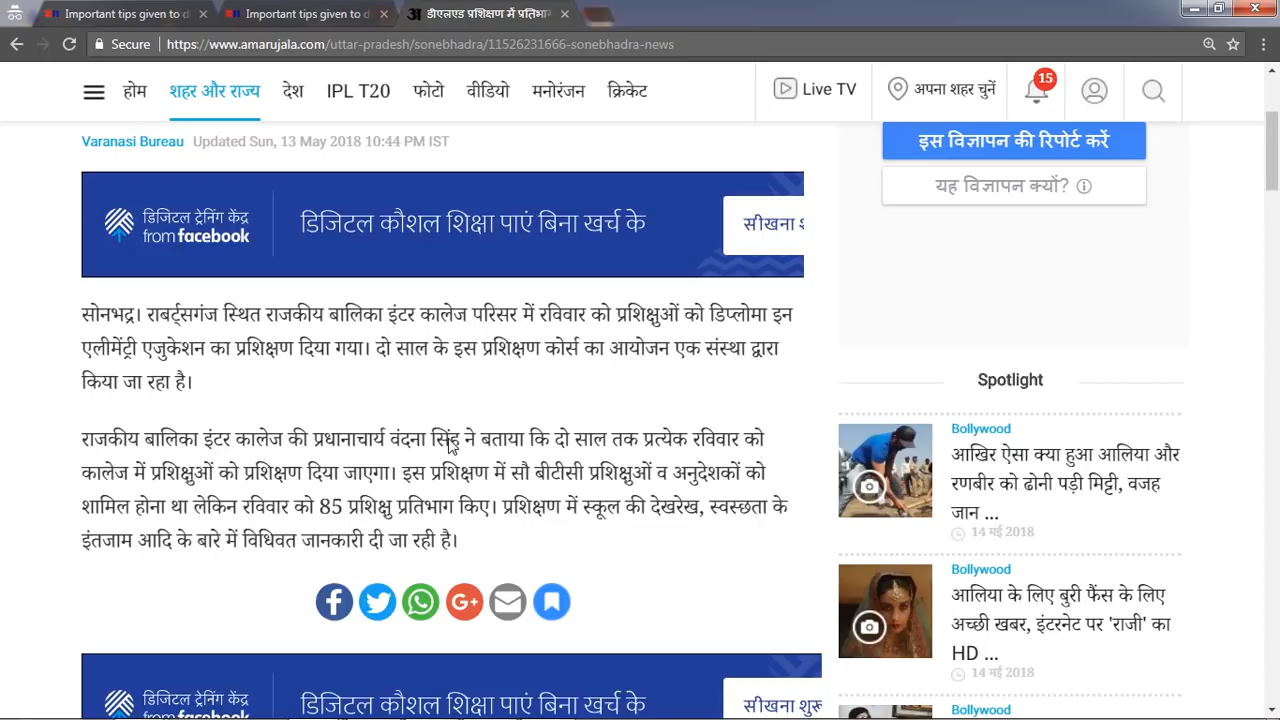 Important tips given to d
Important tips given to d
डीएलएड प्रशिक्षण में प्रतिभाग
Secure
https://www.amarujala.com/uttar-pradesh/sonebhadra/11526231666-sonebhadra-news
होम शहर और राज्य देश IPL T20 फोटो वीडियो मनोरंजन क्रिकेट
Live TV
अपना शहर चुनें
15
Varanasi Bureau Updated Sun, 13 May 2018 10:44 PM IST
डिजिटल ट्रेनिंग केंद्र
from facebook
डिजिटल कौशल शिक्षा पाएं बिना खर्च के
सीखना
सोनभद्र। राबर्ट्सगंज स्थित राजकीय बालिका इंटर कालेज परिसर में रविवार को प्रशिक्षुओं को डिप्लोमा इन
एलीमेंट्री एजुकेशन का प्रशिक्षण दिया गया। दो साल के इस प्रशिक्षण कोर्स का आयोजन एक संस्था द्वारा
किया जा रहा है।
राजकीय बालिका इंटर कालेज की प्रधानाचार्य वंदना सिंह ने बताया कि दो साल तक प्रत्येक रविवार को
कालेज में प्रशिक्षुओं को प्रशिक्षण दिया जाएगा। इस प्रशिक्षण में सौ बीटीसी प्रशिक्षुओं व अनुदेशकों को
शामिल होना था लेकिन रविवार को 85 प्रशिक्षु प्रतिभाग किए। प्रशिक्षण में स्कूल की देखरेख, स्वस्छता के
इंतजाम आदि के बारे में विधिवत जानकारी दी जा रही है।
डिजिटल ट्रेनिंग केंद्र
from facebook
डिजिटल कौशल शिक्षा पाएं बिना खर्च के
सीखना शुरू
इस विज्ञापन की रिपोर्ट करें
यह विज्ञापन क्यों?
Spotlight
Bollywood
आखिर ऐसा क्या हुआ आलिया और
रणबीर को ढोनी पड़ी मिट्टी, वजह
जान ...
14 मई 2018
Bollywood
आलिया के लिए बुरी फैंस के लिए
अच्छी खबर, इंटरनेट पर 'राजी' का
HD ...
14 मई 2018
Bollywood